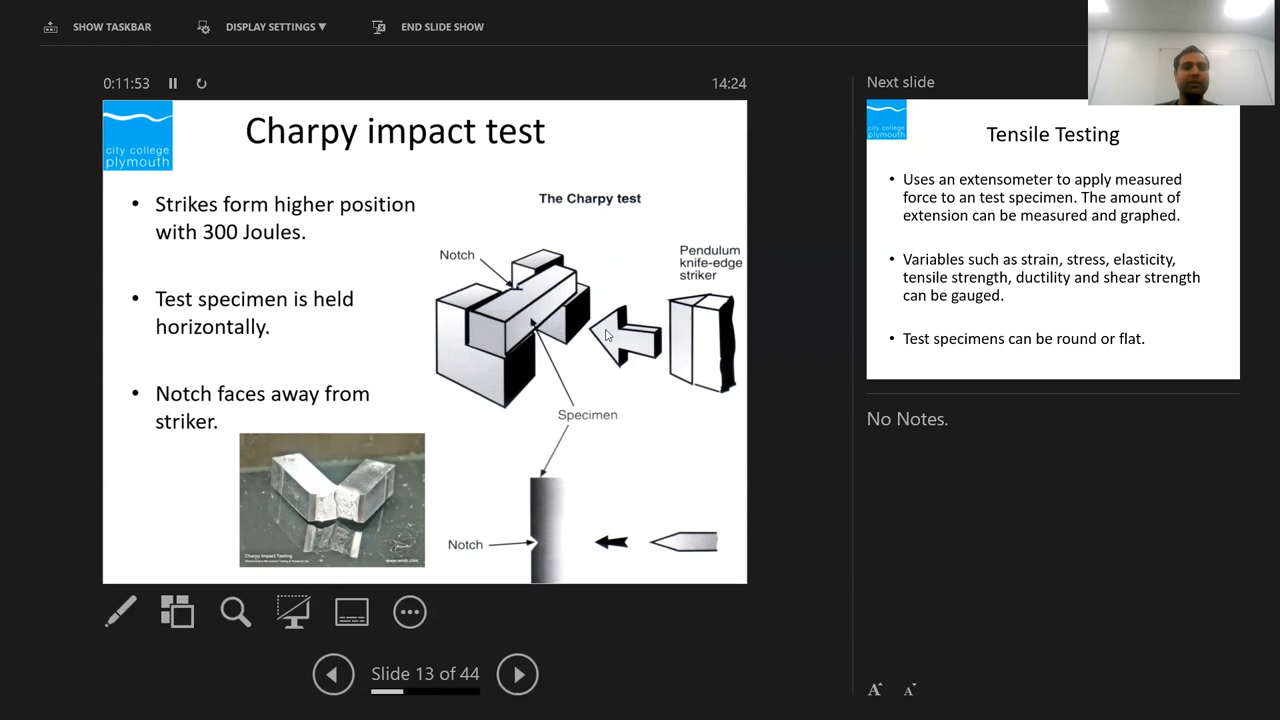 SHOW TASKBAR
DISPLAY SETTINGS ▼
END SLIDE SHOW
0:11:53
14:24
city college
plymouth
Charpy impact test
• Strikes form higher position
with 300 Joules.
• Test specimen is held
horizontally.
• Notch faces away from
striker.
The Charpy test
Notch
Pendulum
knife-edge
striker
Specimen
Notch
Charpy Impact Testing
Slide 13 of 44
Next slide
city college
plymouth
Tensile Testing
• Uses an extensometer to apply measured
force to an test specimen. The amount of
extension can be measured and graphed.
• Variables such as strain, stress, elasticity,
tensile strength, ductility and shear strength
can be gauged.
• Test specimens can be round or flat.
No Notes.
A
A